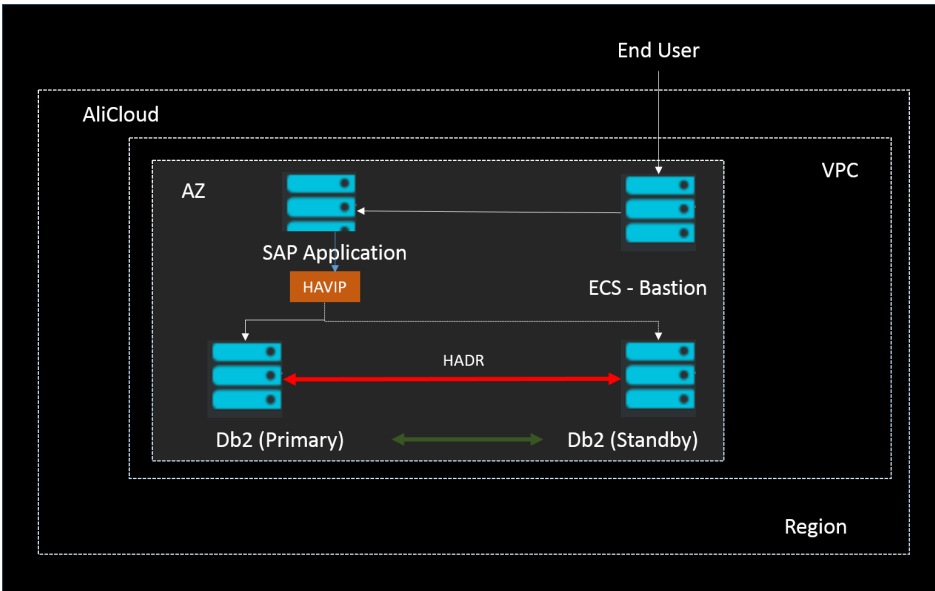 End User
AliCloud
VPC
AZ
SAP Application
HAVIP
ECS - Bastion
HADR
Db2 (Primary)
Db2 (Standby)
Region